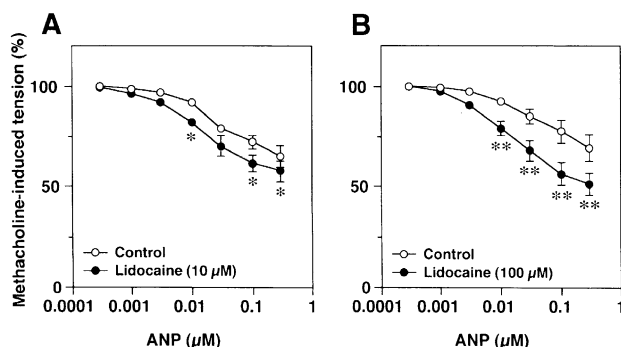 A
B
Methacholine-induced tension (%)
100
50
0
*
*
*
Control
Lidocaine (10 µM)
0.0001 0.001 0.01 0.1 1
ANP (µM)
100
50
0
**
**
**
**
Control
Lidocaine (100 µM)
0.0001 0.001 0.01 0.1 1
ANP (µM)